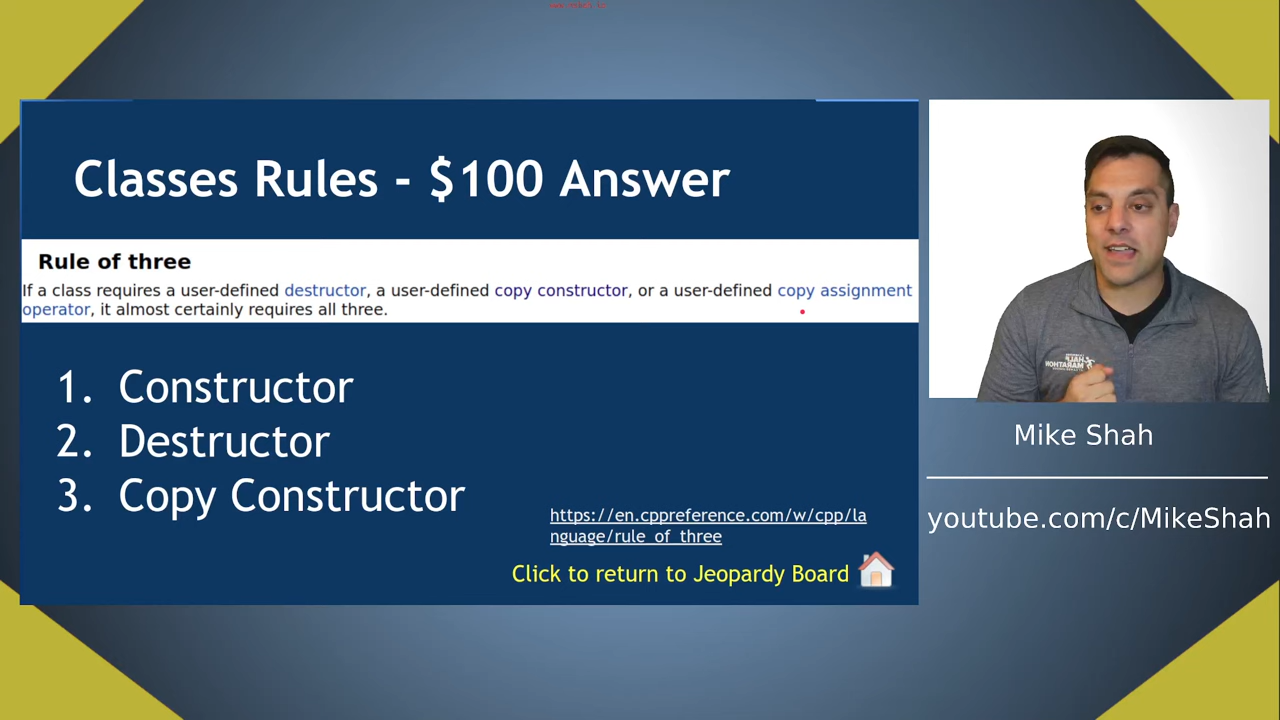 Classes Rules - $100 Answer
Rule of three
If a class requires a user-defined destructor, a user-defined copy constructor, or a user-defined copy assignment
operator, it almost certainly requires all three.
1. Constructor
2. Destructor
3. Copy Constructor
https://en.cppreference.com/w/cpp/la
nguage/rule_of_three
Click to return to Jeopardy Board
HALF
MARATHON
Mike Shah
youtube.com/c/MikeShah